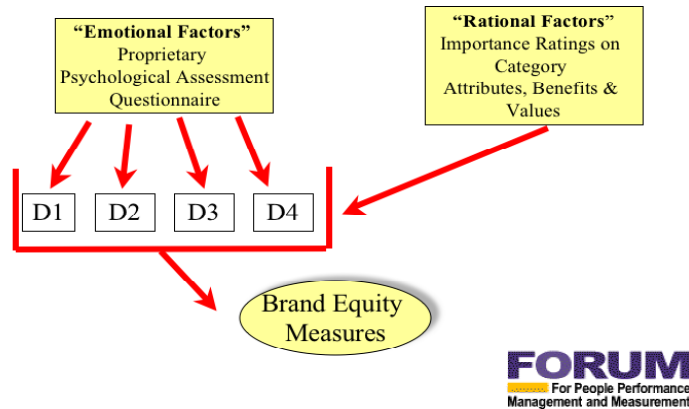 “Emotional Factors”
Proprietary
Psychological Assessment
Questionnaire
“Rational Factors”
Importance Ratings on
Category
Attributes, Benefits &
Values
D1
D2
D3
D4
Brand Equity
Measures
FORUM
For People Performance
Management and Measurement